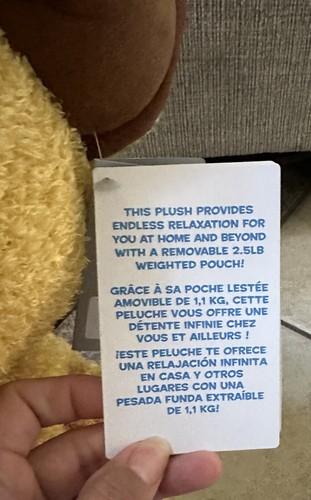 THIS PLUSH PROVIDES
ENDLESS RELAXATION FOR
YOU AT HOME AND BEYOND
WITH A REMOVABLE 2.5LB
WEIGHTED POUCH!
GRÂCE À SA POCHE LESTÉE
AMOVIBLE DE 1,1 KG, CETTE
PELUCHE VOUS OFFRE UNE
DÉTENTE INFINIE CHEZ
VOUS ET AILLEURS !
¡ESTE PELUCHE TE OFRECE
UNA RELAJACIÓN INFINITA
EN CASA Y OTROS
LUGARES CON UNA
PESADA FUNDA EXTRAÍBLE
DE 1,1 KG!